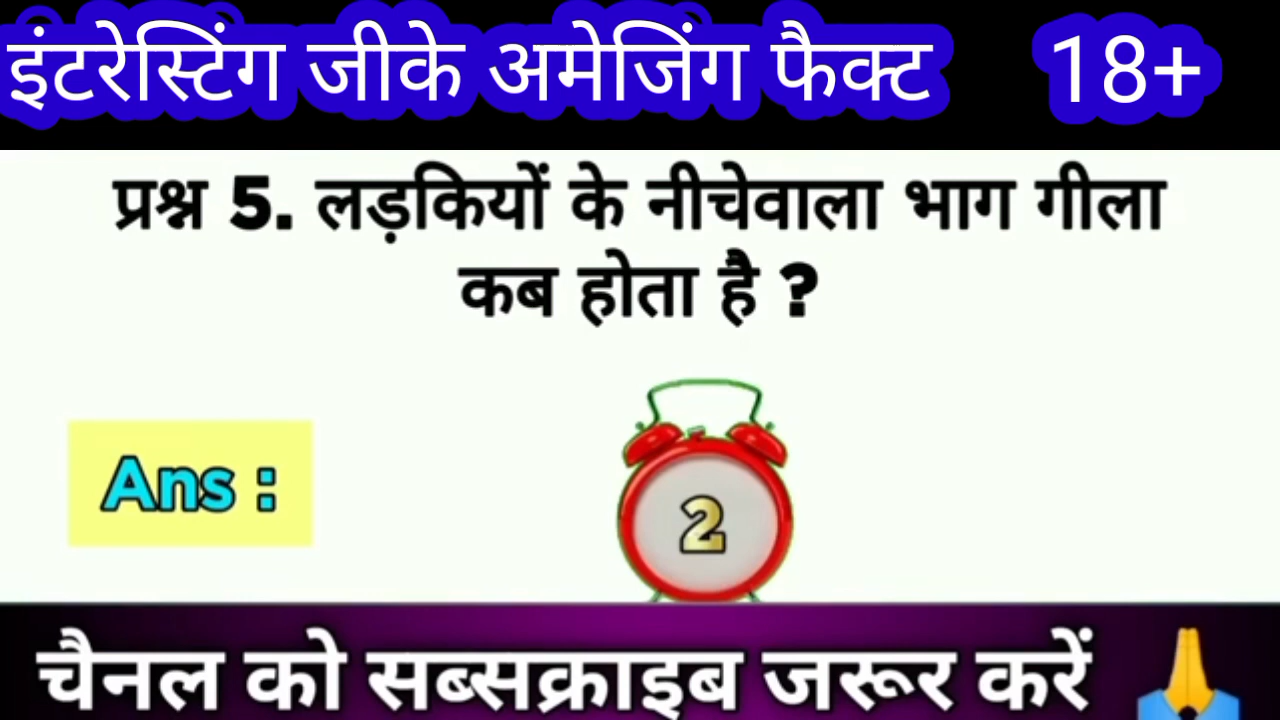 इंटरेस्टिंग जीके अमेजिंग फैक्ट 18+
प्रश्न 5. लड़कियों के नीचेवाला भाग गीला
कब होता है ?
Ans :
2
चैनल को सब्सक्राइब जरूर करें